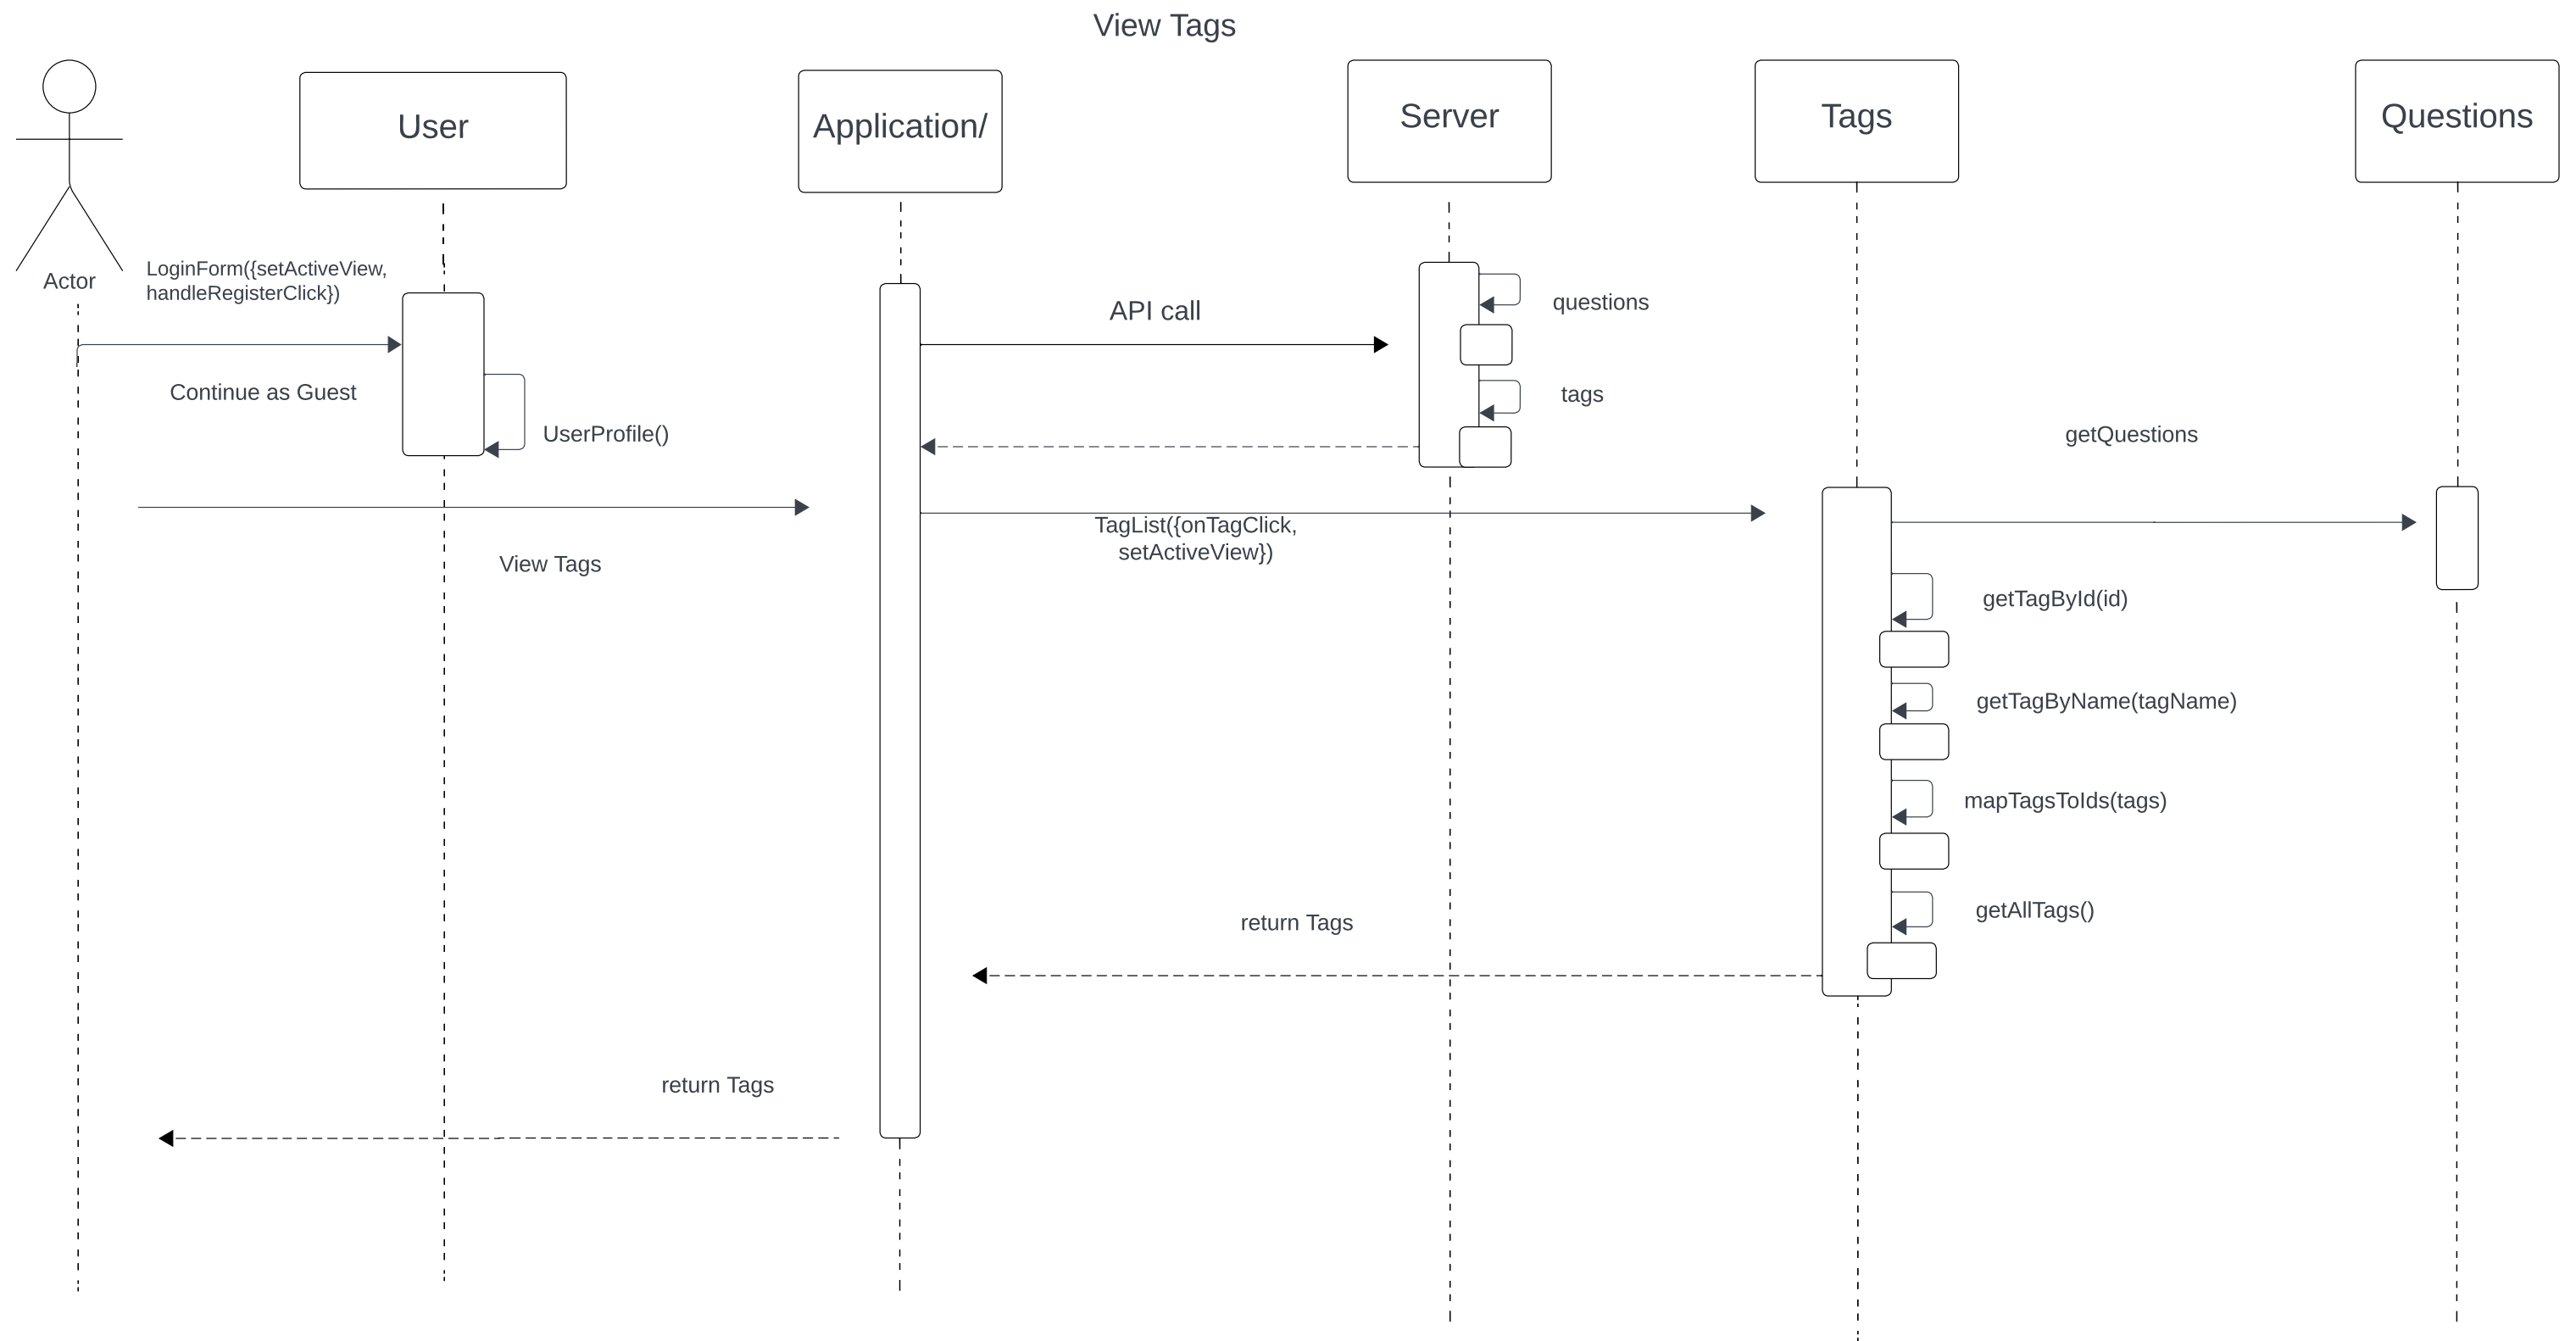 View Tags
User
Application/
Server
Tags
Questions
Actor
LoginForm({setActiveView,
handleRegisterClick})
API call
questions
Continue as Guest
tags
UserProfile()
getQuestions
TagList({onTagClick,
setActiveView})
View Tags
getTagById(id)
getTagByName(tagName)
mapTagsToIds(tags)
getAllTags()
return Tags
return Tags